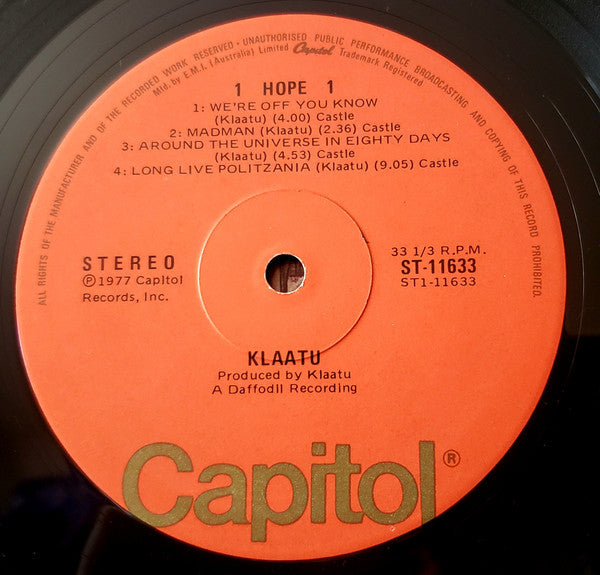 ALL RIGHTS OF THE MANUFACTURER AND OF THE RECORDED WORK RESERVED • UNAUTHORISED PUBLIC PERFORMANCE BROADCASTING AND COPYING OF THIS RECORD PROHIBITED.
Mfd. by E.M.I. (Australia) Limited Capitol Trademark Registered
1 HOPE 1
1: WE'RE OFF YOU KNOW
(Klaatu) (4.00) Castle
2: MADMAN (Klaatu) (2.36) Castle
3: AROUND THE UNIVERSE IN EIGHTY DAYS
(Klaatu) (4.53) Castle
4: LONG LIVE POLITZANIA (Klaatu) (9.05) Castle
STEREO
Ⓟ1977 Capitol
Records, Inc.
33 1/3 R.P.M.
ST-11633
ST1-11633
KLAATU
Produced by Klaatu
A Daffodil Recording
Capitol®